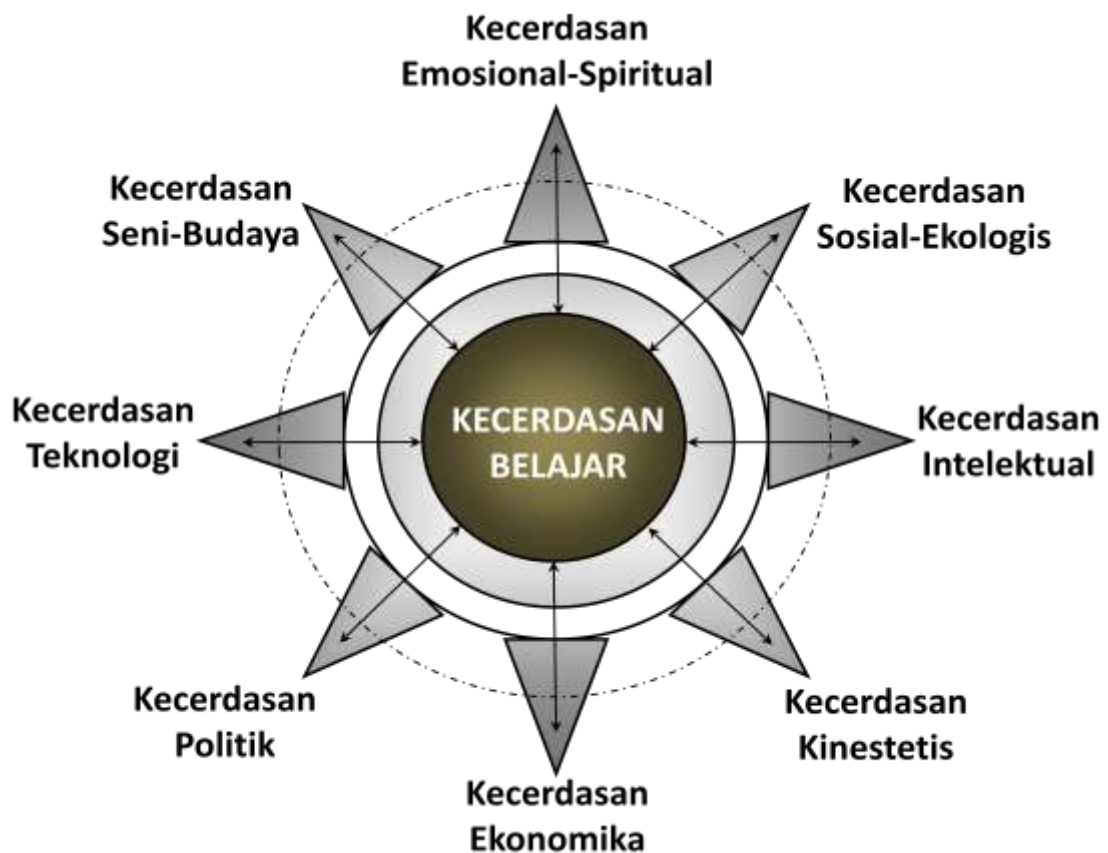 Kecerdasan
Emosional-Spiritual
Kecerdasan
Seni-Budaya
Kecerdasan
Sosial-Ekologis
Kecerdasan
Teknologi
KECERDASAN
BELAJAR
Kecerdasan
Intelektual
Kecerdasan
Politik
Kecerdasan
Kinestetis
Kecerdasan
Ekonomika